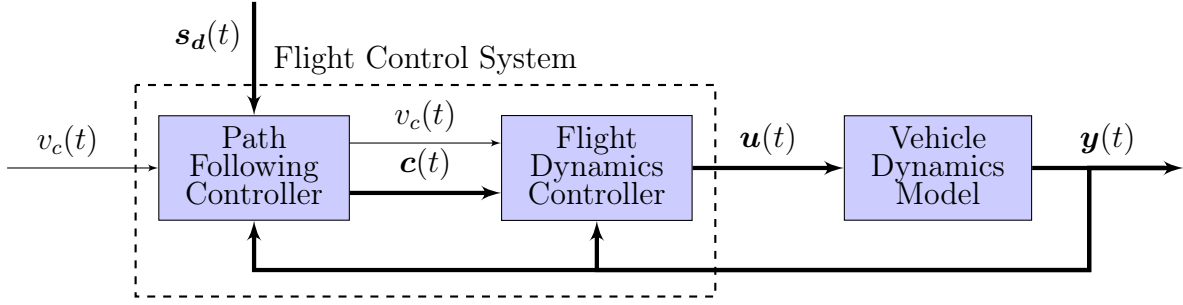 s_d(t)
Flight Control System
v_c(t)
Path
Following
Controller
v_c(t)
c(t)
Flight
Dynamics
Controller
u(t)
Vehicle
Dynamics
Model
y(t)